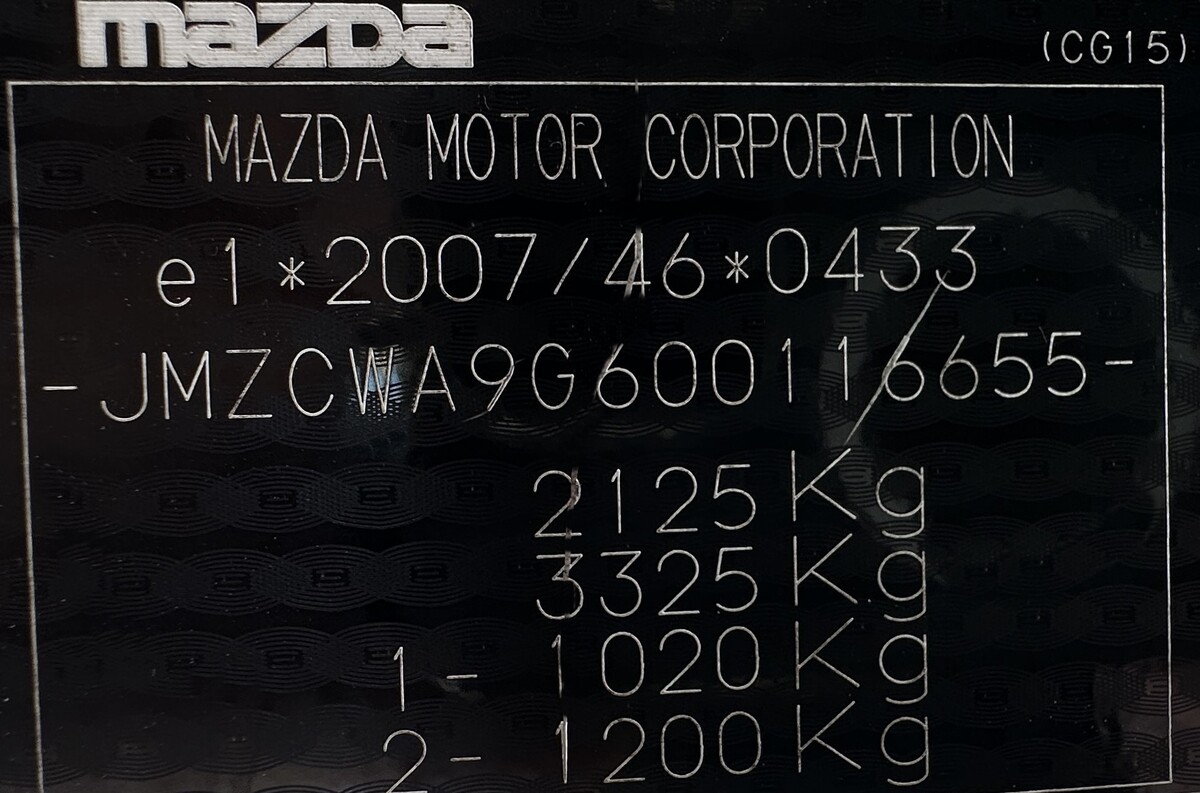 mazda
(CG15)
MAZDA MOTOR CORPORATION
e1*2007/46*0433
-JMZCWA9G600116655-
2125Kg
3325Kg
1- 1020Kg
2- 1200Kg